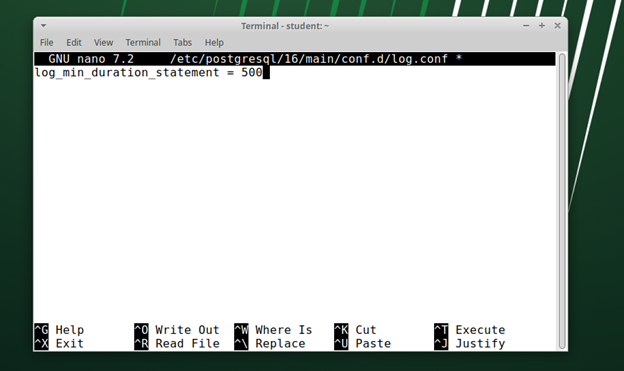 Terminal - student: ~
File Edit View Terminal Tabs Help
GNU nano 7.2 /etc/postgresql/16/main/conf.d/log.conf *
log_min_duration_statement = 500
^G Help ^O Write Out ^W Where Is ^K Cut ^T Execute
^X Exit ^R Read File ^\ Replace ^U Paste ^J Justify